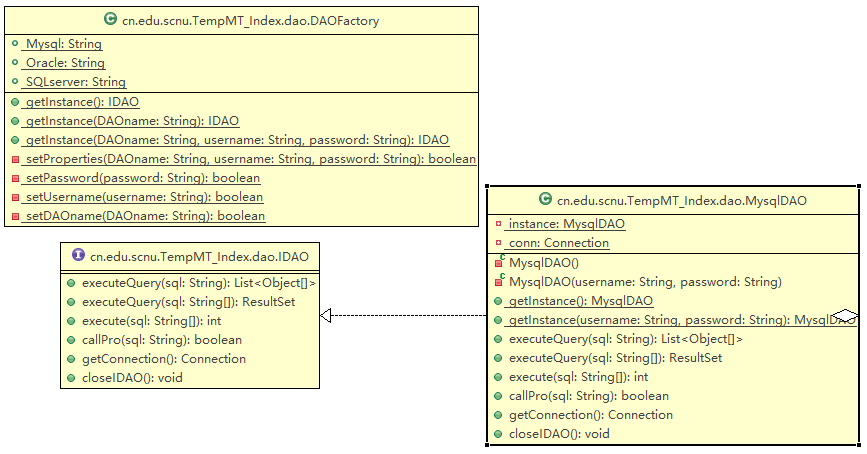 C cn.edu.scnu.TempMT_Index.dao.DAOFactory
Mysql: String
Oracle: String
SQLserver: String
getInstance(): IDAO
getInstance(DAOname: String): IDAO
getInstance(DAOname: String, username: String, password: String): IDAO
setProperties(DAOname: String, username: String, password: String): boolean
setPassword(password: String): boolean
setUsername(username: String): boolean
setDAOname(DAOname: String): boolean
I cn.edu.scnu.TempMT_Index.dao.IDAO
executeQuery(sql: String): List<Object[]>
executeQuery(sql: String[]): ResultSet
execute(sql: String[]): int
callPro(sql: String): boolean
getConnection(): Connection
closeIDAO(): void
C cn.edu.scnu.TempMT_Index.dao.MysqlDAO
instance: MysqlDAO
conn: Connection
C MysqlDAO()
C MysqlDAO(username: String, password: String)
getInstance(): MysqlDAO
getInstance(username: String, password: String): MysqlDAO
executeQuery(sql: String): List<Object[]>
executeQuery(sql: String[]): ResultSet
execute(sql: String[]): int
callPro(sql: String): boolean
getConnection(): Connection
closeIDAO(): void